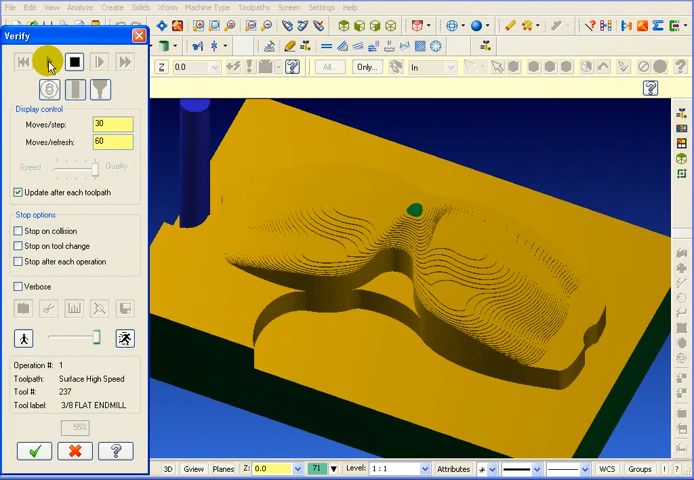 File Edit View Analyze Create Solids Xform Machine Type Toolpaths Screen Settings Help
Verify
Z 0.0 All... Only... In
Display control
Moves/step: 30
Moves/refresh: 60
Speed Quality
Update after each toolpath
Stop options
Stop on collision
Stop on tool change
Stop after each operation
Verbose
Operation #: 1
Toolpath: Surface High Speed
Tool #: 237
Tool label: 3/8 FLAT ENDMILL
55%
3D Gview Planes Z: 0.0 71 Level: 1 : 1 Attributes WCS Groups ! ?